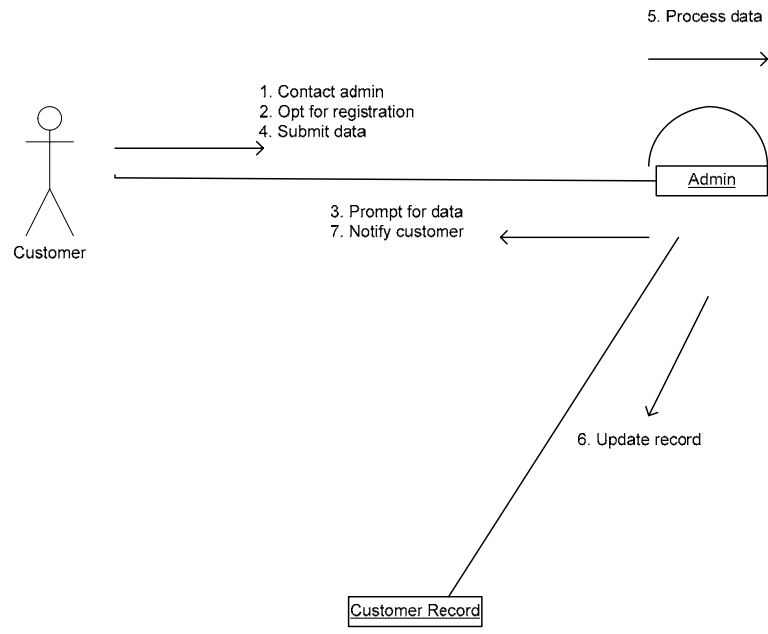 5. Process data
1. Contact admin
2. Opt for registration
4. Submit data
Admin
3. Prompt for data
7. Notify customer
Customer
6. Update record
Customer Record